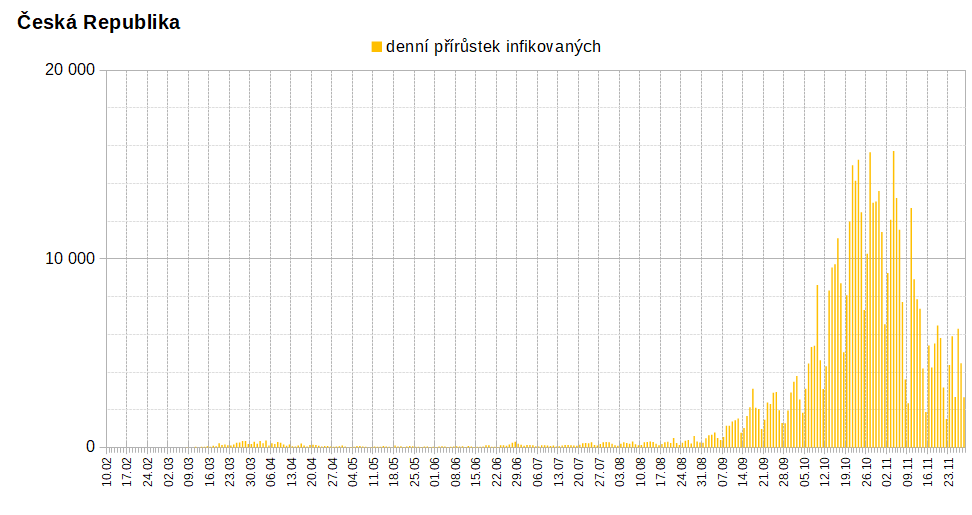 Česká Republika
denní přírůstek infikovaných
20 000
10 000
0
10.02 17.02 24.02 02.03 09.03 16.03 23.03 30.03 06.04 13.04 20.04 27.04 04.05 11.05 18.05 25.05 01.06 08.06 15.06 22.06 29.06 06.07 13.07 20.07 27.07 03.08 10.08 17.08 24.08 31.08 07.09 14.09 21.09 28.09 05.10 12.10 19.10 26.10 02.11 09.11 16.11 23.11